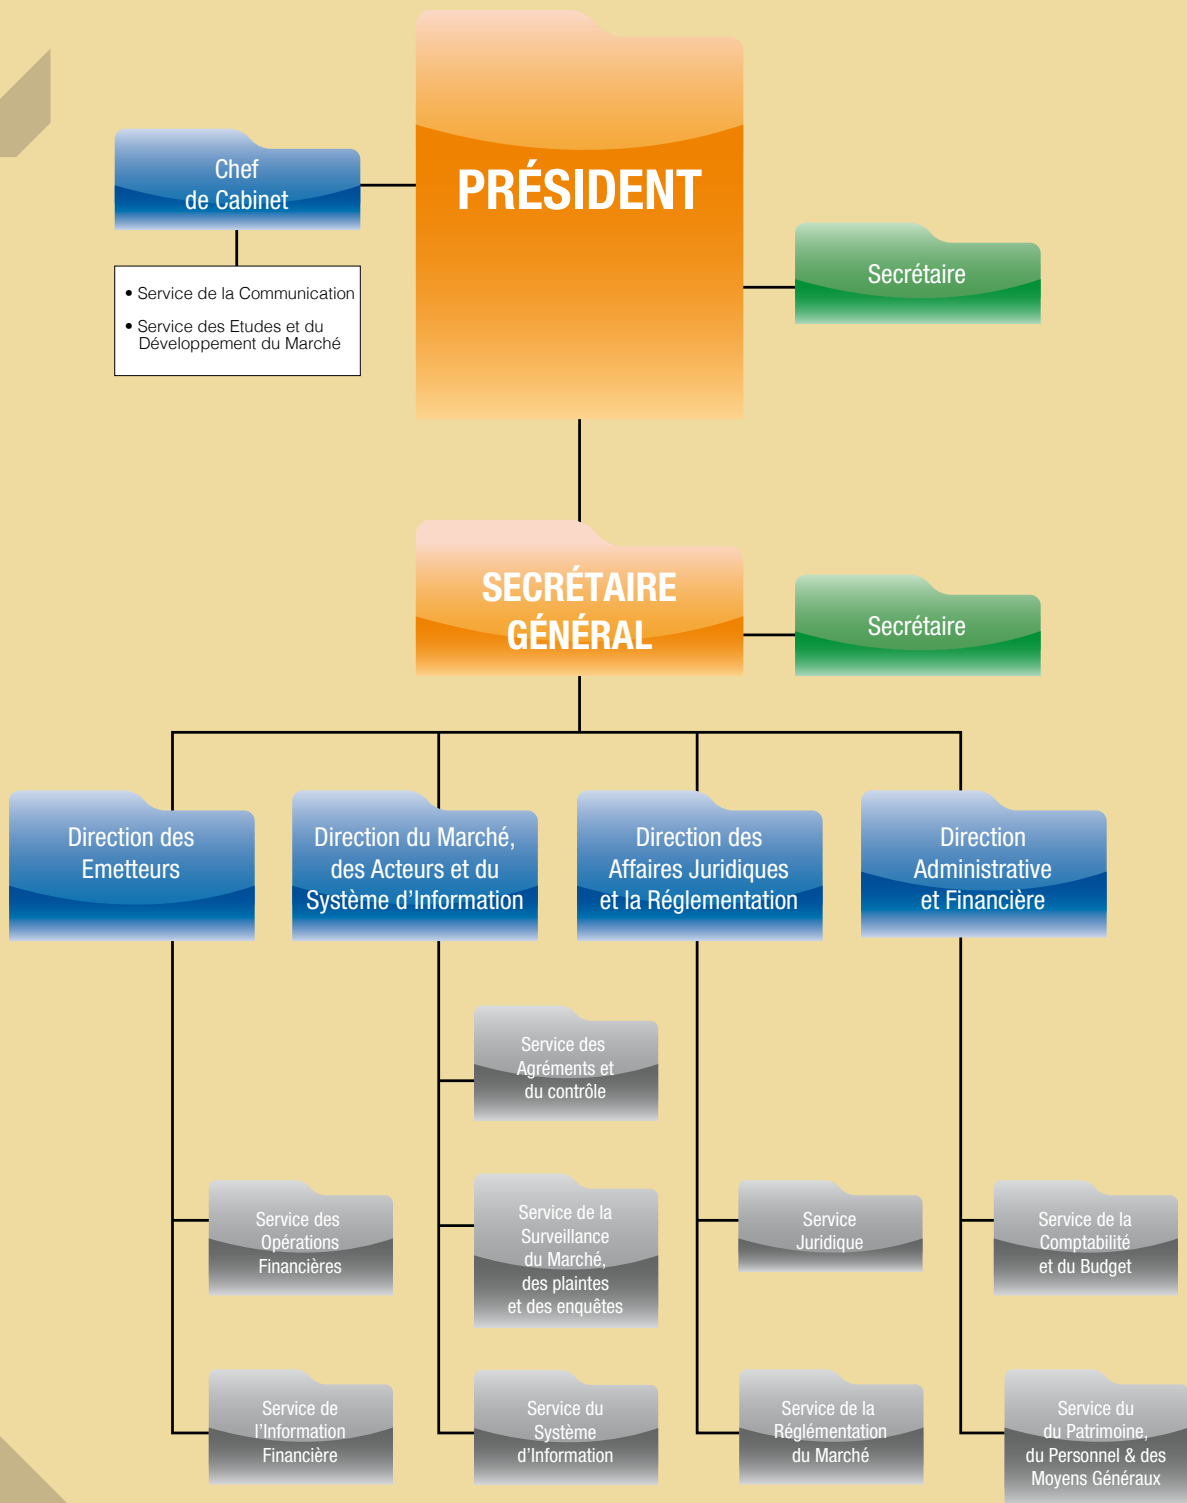 PRÉSIDENT
Chef
de Cabinet
• Service de la Communication
• Service des Etudes et du
Développement du Marché
Secrétaire
SECRÉTAIRE
GÉNÉRAL
Secrétaire
Direction des
Emetteurs
Direction du Marché,
des Acteurs et du
Système d'Information
Direction des
Affaires Juridiques
et la Réglementation
Direction
Administrative
et Financière
Service des
Agréments et
du contrôle
Service des
Opérations
Financières
Service de la
Surveillance
du Marché,
des plaintes
et des enquêtes
Service
Juridique
Service de la
Comptabilité
et du Budget
Service de
l'Information
Financière
Service du
Système
d'Information
Service de la
Réglémentation
du Marché
Service du
du Patrimoine,
du Personnel & des
Moyens Généraux